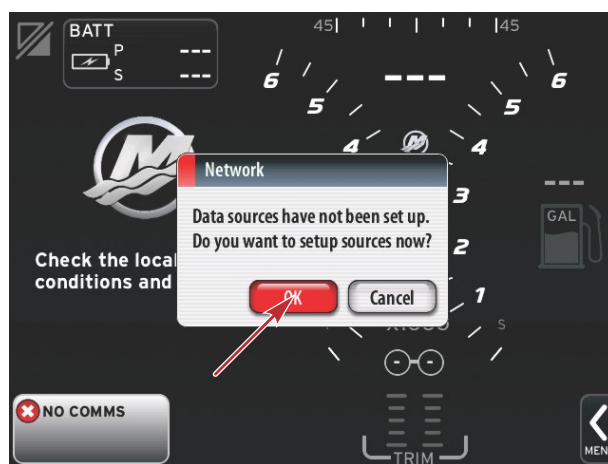 BATT
P ---
S ---
45 45
6 --- 6
5 5
4 4
Network
Data sources have not been set up.
Do you want to setup sources now?
OK Cancel
3
2
1
---
GAL
Check the local
conditions and
S
NO COMMS
TRIM
MEN